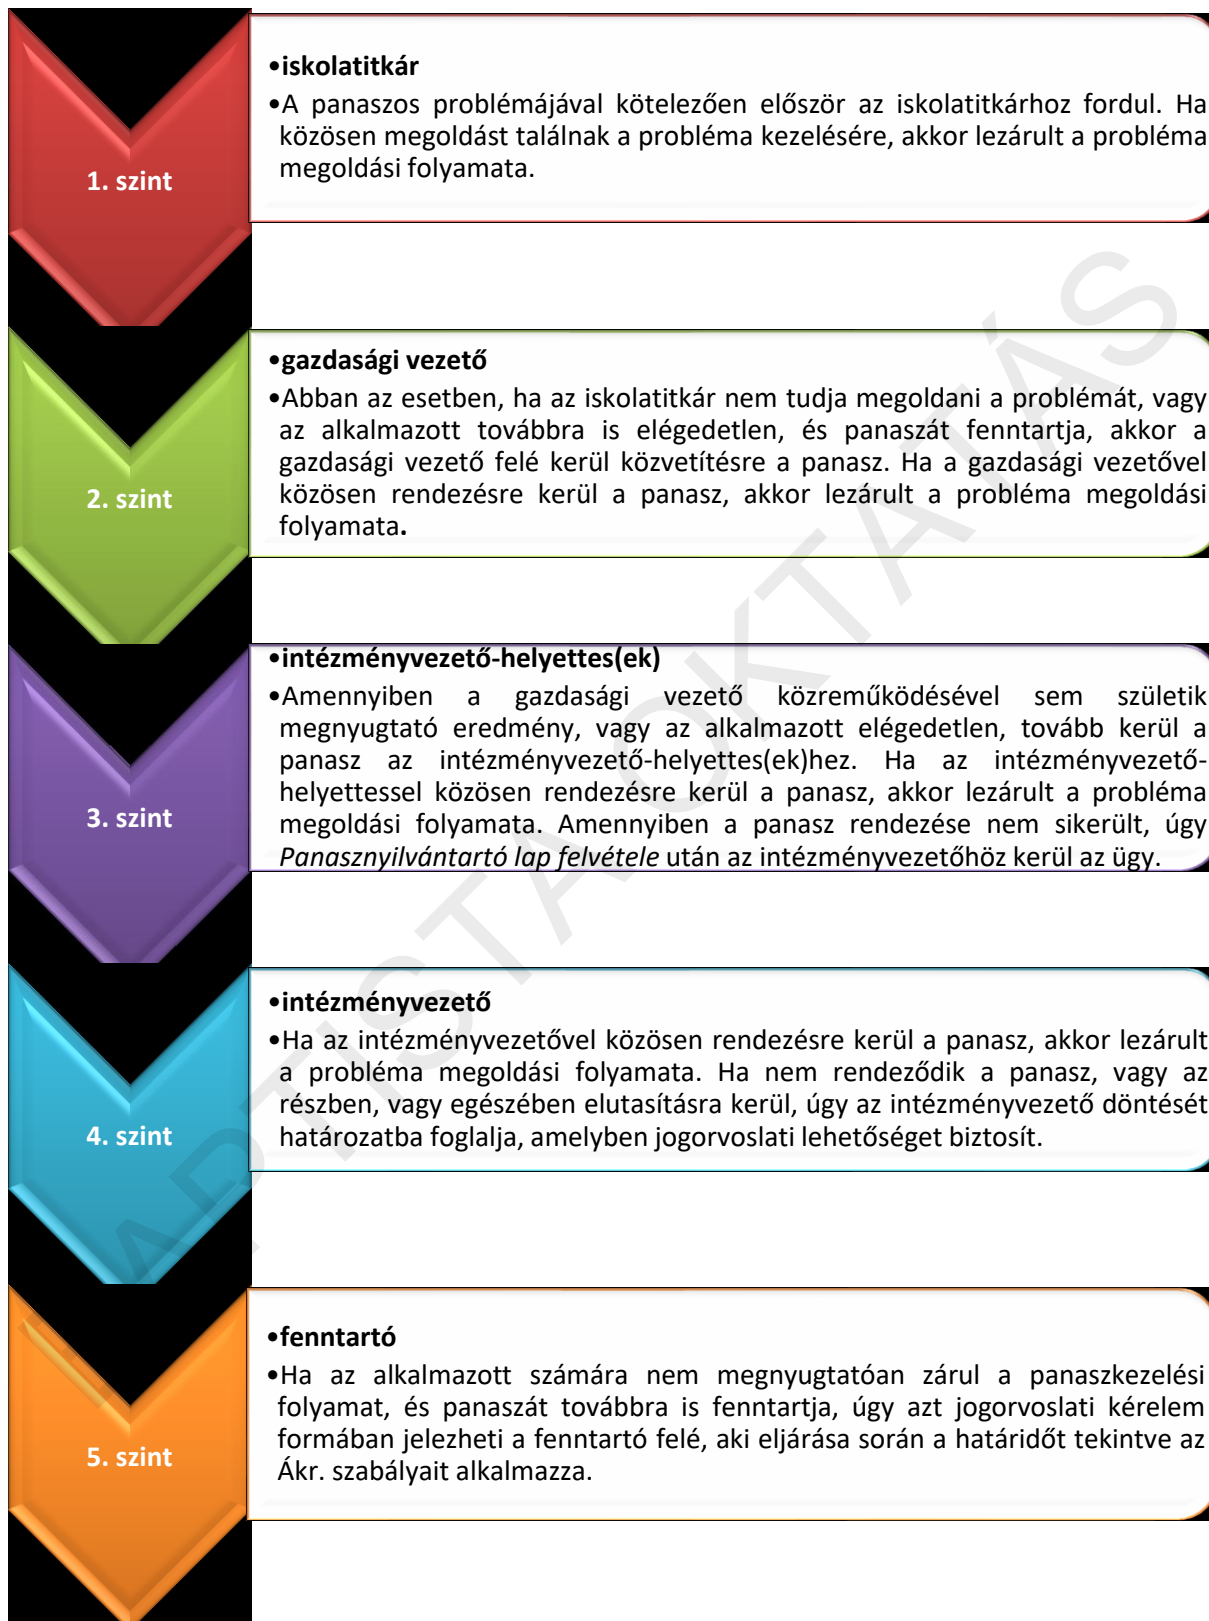 •iskolatitkár
•A panaszos problémájával kötelezően először az iskolatitkárhoz fordul. Ha
közösen megoldást találnak a probléma kezelésére, akkor lezárult a probléma
megoldási folyamata.
1. szint
•gazdasági vezető
•Abban az esetben, ha az iskolatitkár nem tudja megoldani a problémát, vagy
az alkalmazott továbbra is elégedetlen, és panaszát fenntartja, akkor a
gazdasági vezető felé kerül közvetítésre a panasz. Ha a gazdasági vezetővel
közösen rendezésre kerül a panasz, akkor lezárult a probléma megoldási
folyamata.
2. szint
•intézményvezető-helyettes(ek)
•Amennyiben a gazdasági vezető közreműködésével sem születik
megnyugtató eredmény, vagy az alkalmazott elégedetlen, tovább kerül a
panasz az intézményvezető-helyettes(ek)hez. Ha az intézményvezető-
helyettessel közösen rendezésre kerül a panasz, akkor lezárult a probléma
megoldási folyamata. Amennyiben a panasz rendezése nem sikerült, úgy
Panasznyilvántartó lap felvétele után az intézményvezetőhöz kerül az ügy.
3. szint
•intézményvezető
•Ha az intézményvezetővel közösen rendezésre kerül a panasz, akkor lezárult
a probléma megoldási folyamata. Ha nem rendeződik a panasz, vagy az
részben, vagy egészében elutasításra kerül, úgy az intézményvezető döntését
határozatba foglalja, amelyben jogorvoslati lehetőséget biztosít.
4. szint
•fenntartó
•Ha az alkalmazott számára nem megnyugtatóan zárul a panaszkezelési
folyamat, és panaszát továbbra is fenntartja, úgy azt jogorvoslati kérelem
formában jelezheti a fenntartó felé, aki eljárása során a határidőt tekintve az
Ákr. szabályait alkalmazza.
5. szint
APTISTA OKTATÁS